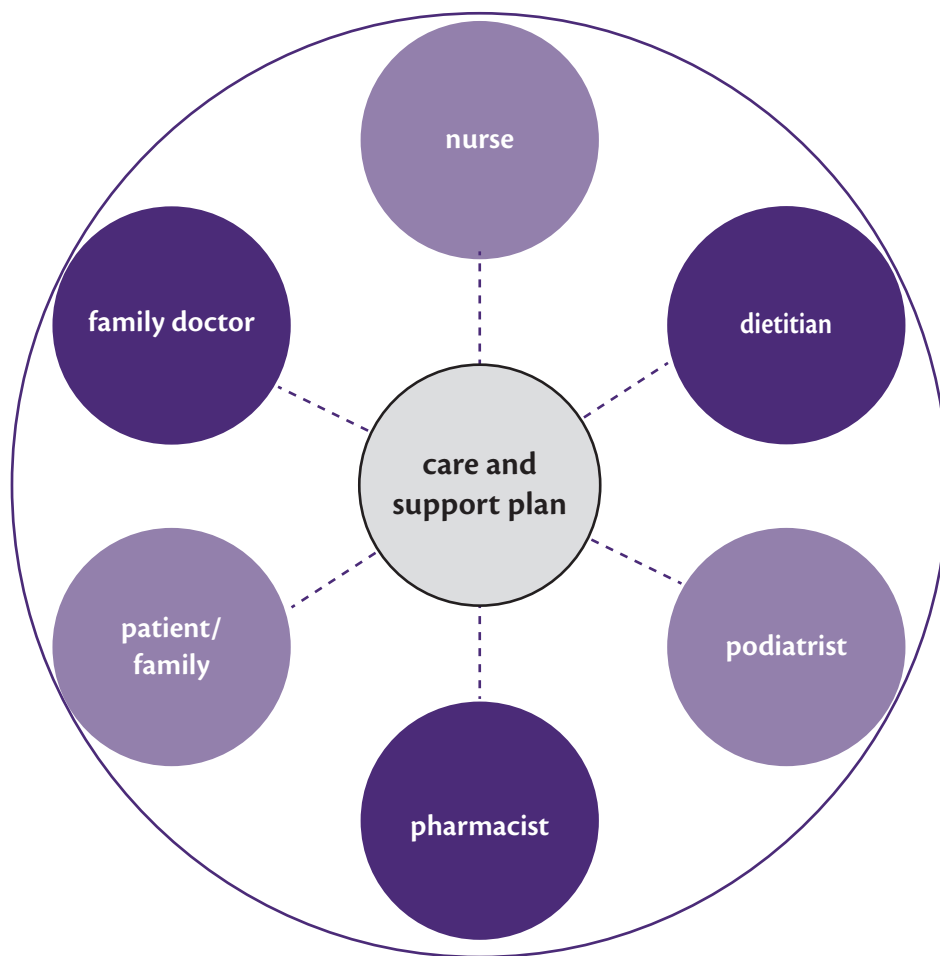 nurse
family doctor
dietitian
care and
support plan
patient/
family
podiatrist
pharmacist